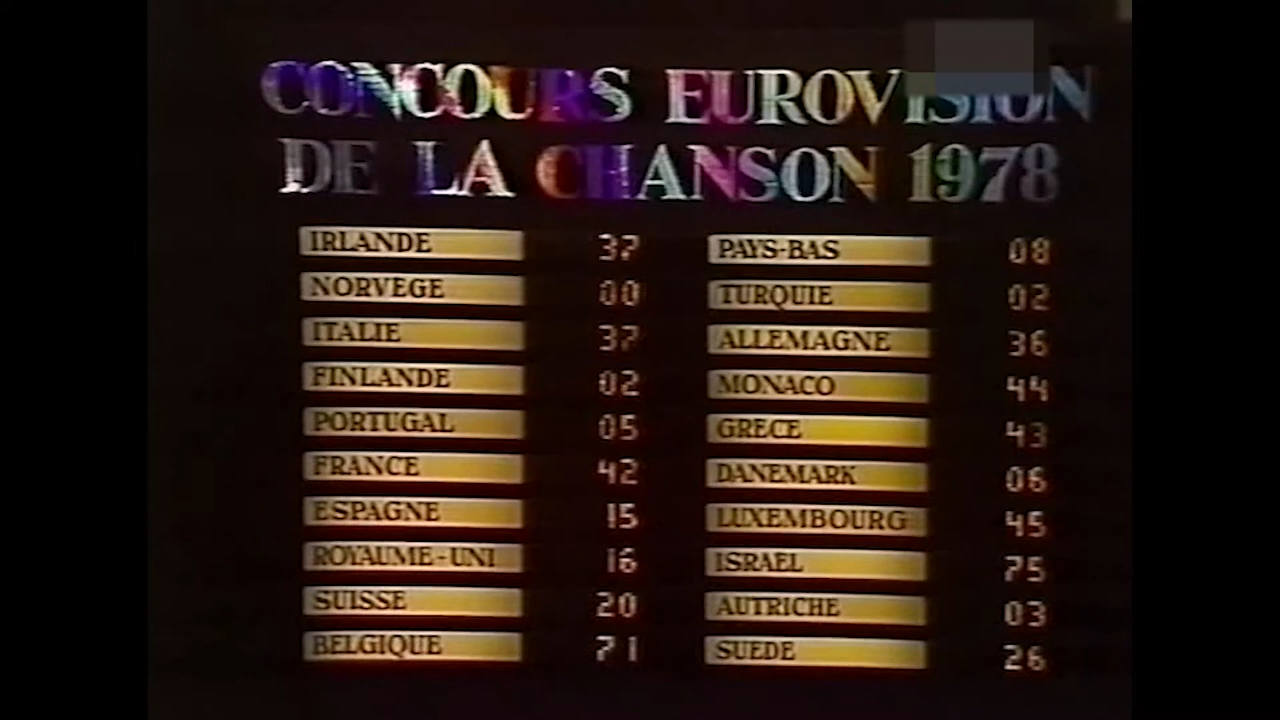 CONCOURS EUROVISION
DE LA CHANSON 1978
IRLANDE 37 PAYS-BAS 08
NORVEGE 00 TURQUIE 02
ITALIE 37 ALLEMAGNE 36
FINLANDE 02 MONACO 44
PORTUGAL 05 GRECE 43
FRANCE 42 DANEMARK 06
ESPAGNE 15 LUXEMBOURG 45
ROYAUME-UNI 16 ISRAEL 75
SUISSE 20 AUTRICHE 03
BELGIQUE 71 SUEDE 26